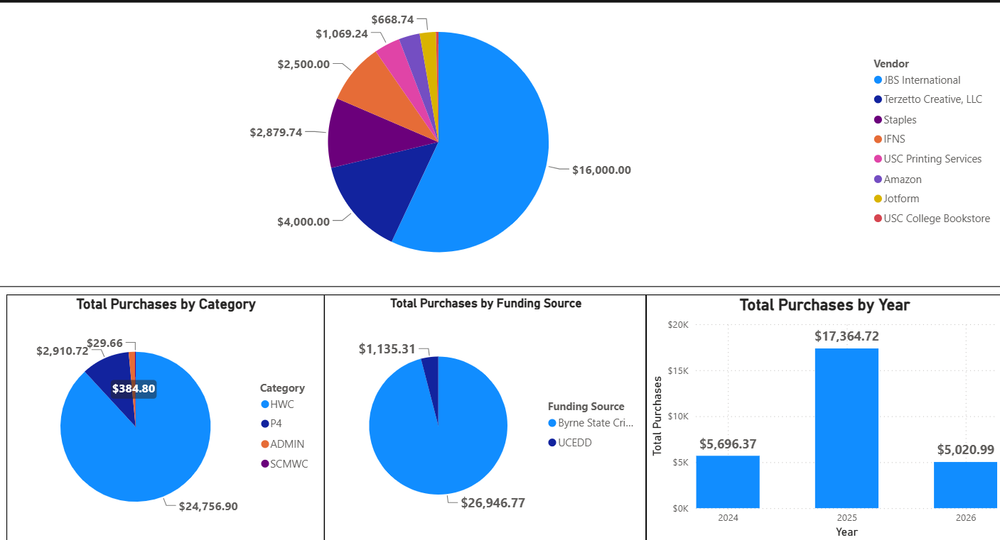 $668.74
$1,069.24
$2,500.00
$2,879.74
$4,000.00
$16,000.00
Vendor
JBS International
Terzetto Creative, LLC
Staples
IFNS
USC Printing Services
Amazon
Jotform
USC College Bookstore
Total Purchases by Category
$29.66
$2,910.72
$384.80
$24,756.90
Category
HWC
P4
ADMIN
SCMWC
Total Purchases by Funding Source
$1,135.31
$26,946.77
Funding Source
Byrne State Cri...
UCEDD
Total Purchases by Year
Total Purchases
$20K
$15K
$10K
$5K
$0K
$5,696.37
$17,364.72
$5,020.99
2024
2025
2026
Year